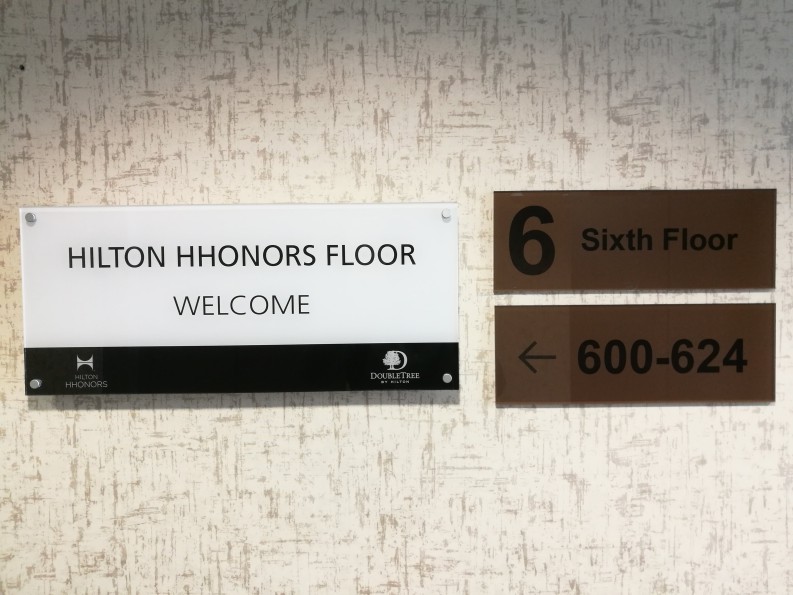 HILTON HHONORS FLOOR
WELCOME
HILTON
HHONORS
D
DOUBLETREE
BY HILTON
6 Sixth Floor
← 600-624